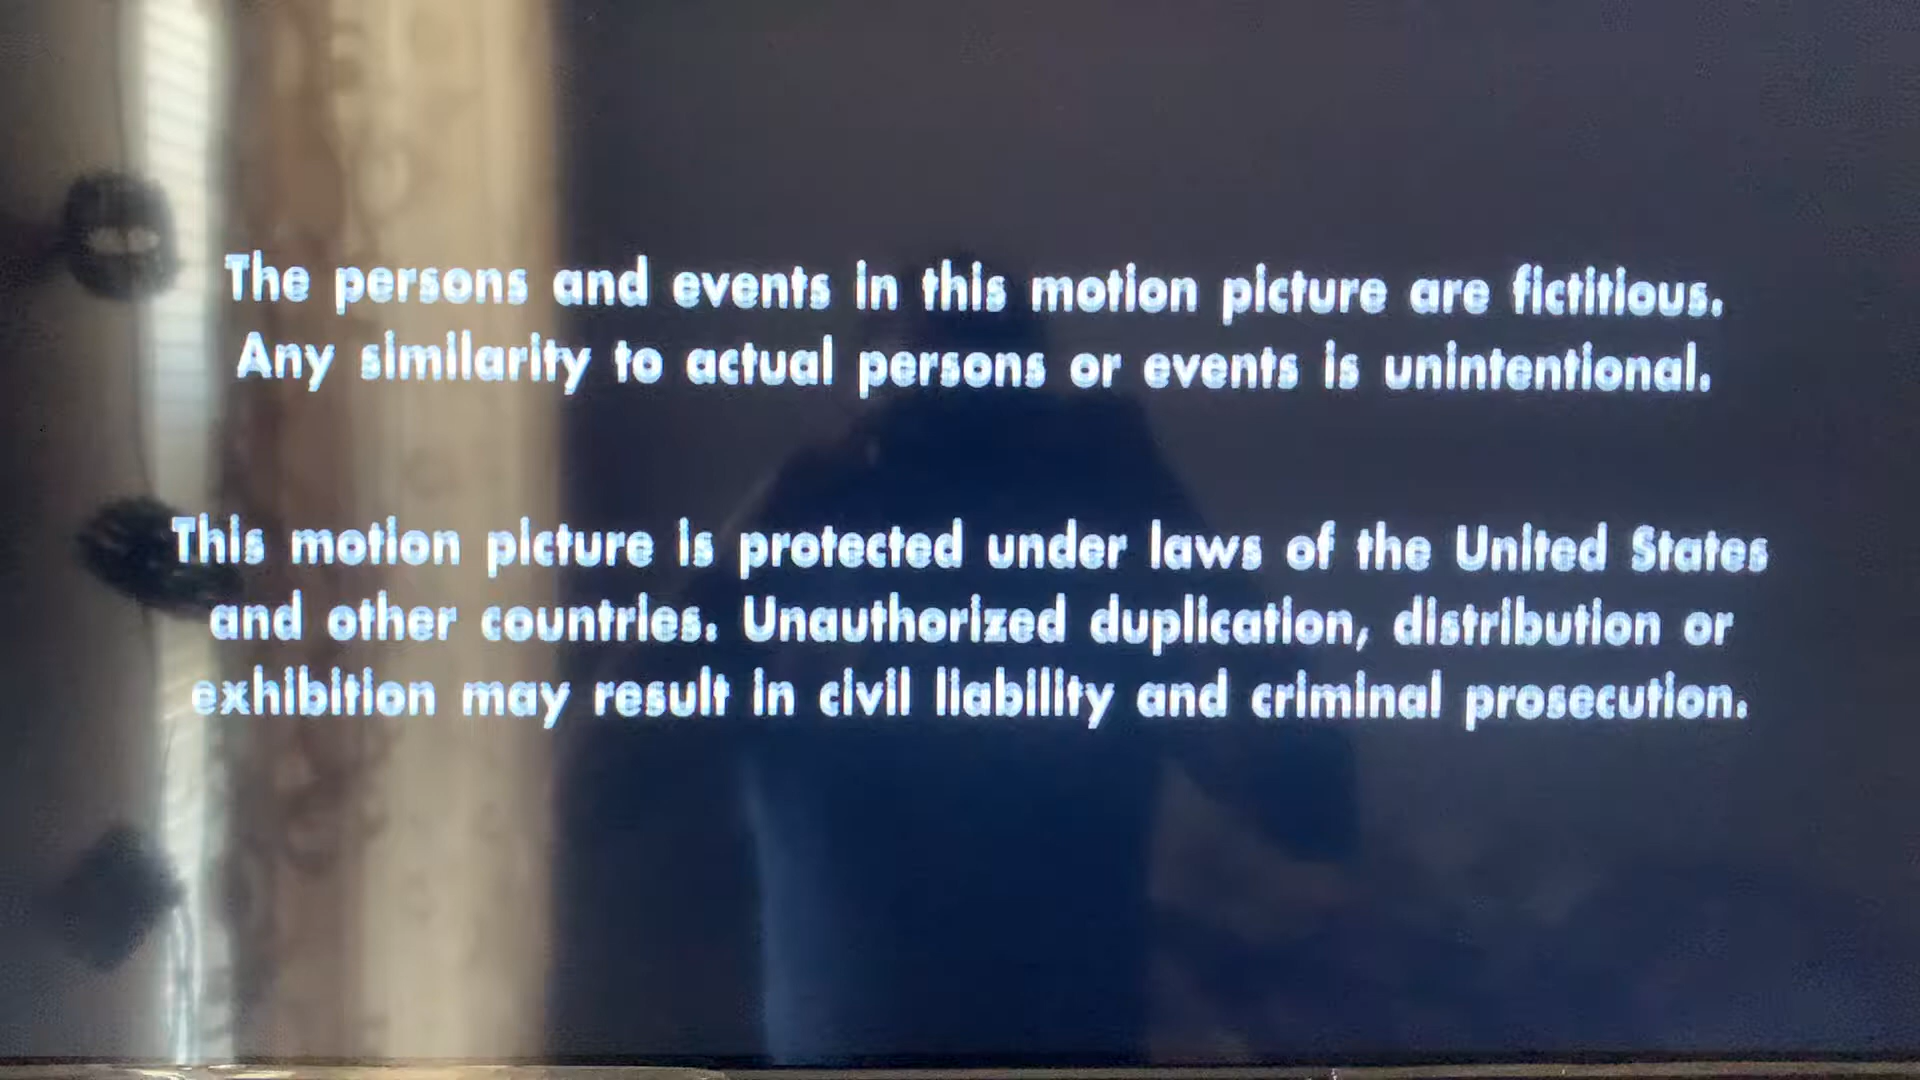 The persons and events in this motion picture are fictitious.
Any similarity to actual persons or events is unintentional.
This motion picture is protected under laws of the United States
and other countries. Unauthorized duplication, distribution or
exhibition may result in civil liability and criminal prosecution.